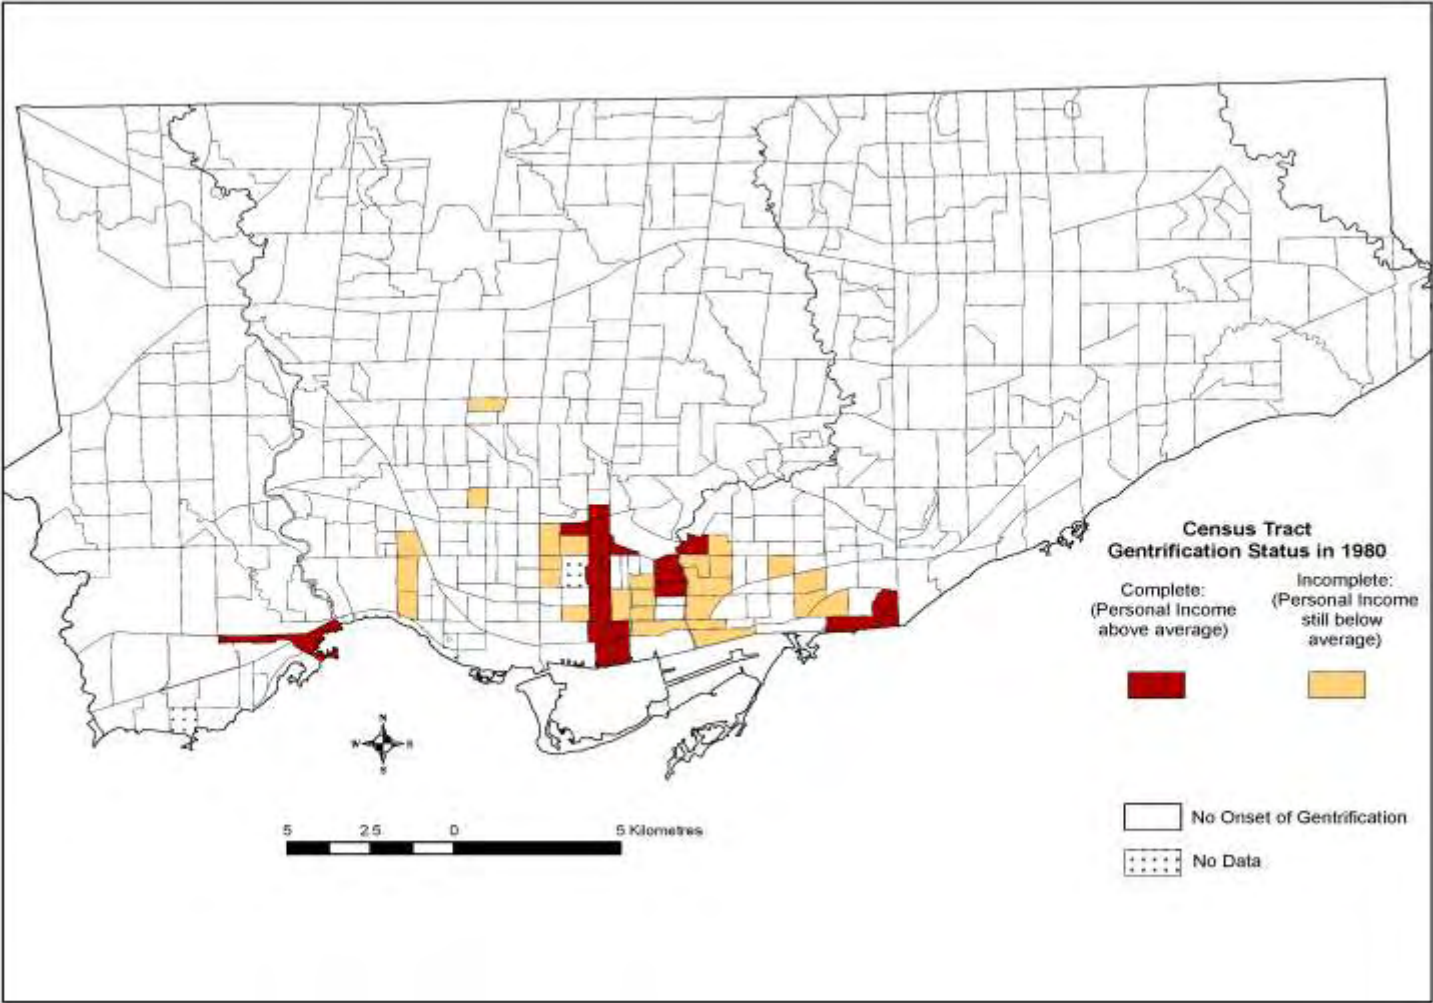 Census Tract
Gentrification Status in 1980
Complete:
(Personal Income
above average)
Incomplete:
(Personal Income
still below
average)
N
W
S
5 2.5 0 5 Kilometres
No Onset of Gentrification
No Data